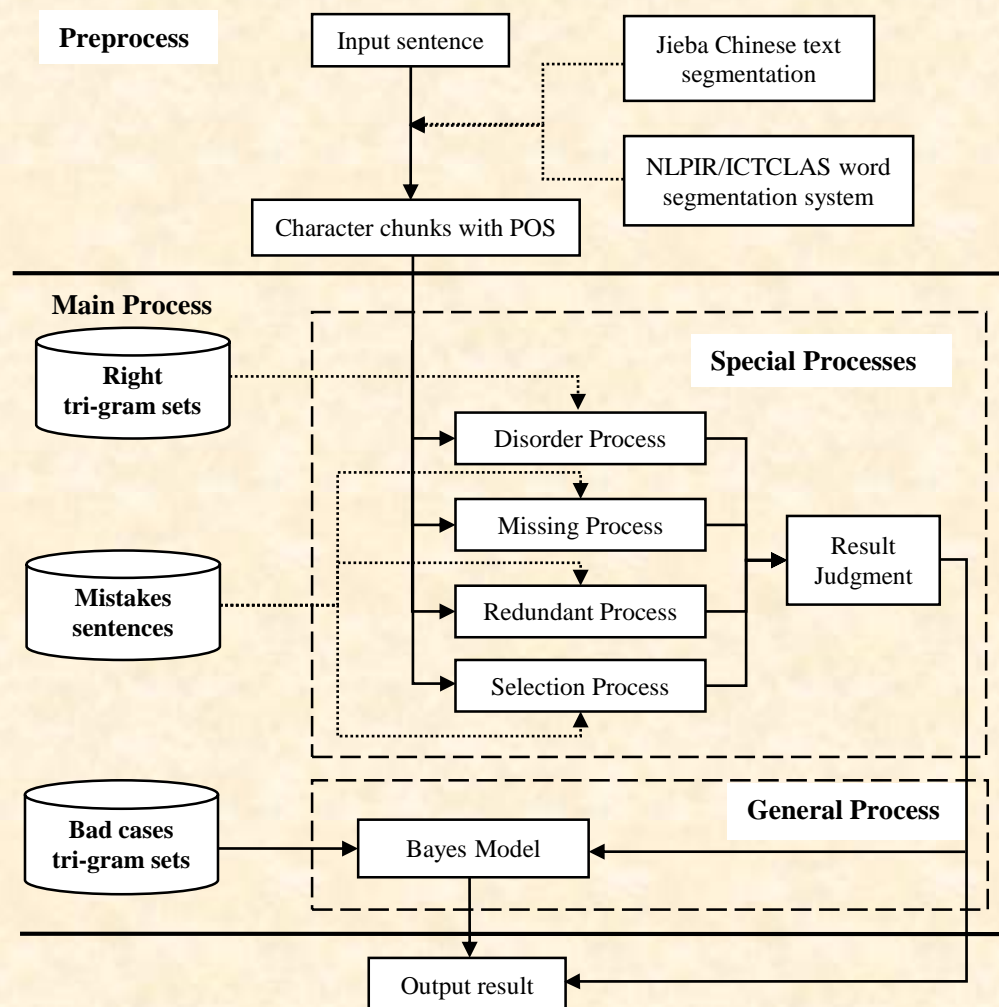 Preprocess
Input sentence
Jieba Chinese text
segmentation
NLPIR/ICTCLAS word
segmentation system
Character chunks with POS
Main Process
Right
tri-gram sets
Special Processes
Disorder Process
Missing Process
Result
Judgment
Mistakes
sentences
Redundant Process
Selection Process
General Process
Bad cases
tri-gram sets
Bayes Model
Output result